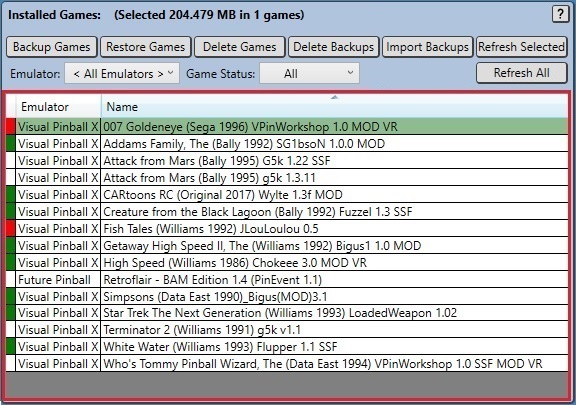 Installed Games: (Selected 204.479 MB in 1 games) ?
Backup Games Restore Games Delete Games Delete Backups Import Backups Refresh Selected
Emulator: < All Emulators > Game Status: All Refresh All
Emulator Name
Visual Pinball X 007 Goldeneye (Sega 1996) VPinWorkshop 1.0 MOD VR
Visual Pinball X Addams Family, The (Bally 1992) SG1bsoN 1.0.0 MOD
Visual Pinball X Attack from Mars (Bally 1995) G5k 1.22 SSF
Visual Pinball X Attack from Mars (Bally 1995) g5k 1.3.11
Visual Pinball X CARtoons RC (Original 2017) Wylte 1.3f MOD
Visual Pinball X Creature from the Black Lagoon (Bally 1992) Fuzzel 1.3 SSF
Visual Pinball X Fish Tales (Williams 1992) JLouLoulou 0.5
Visual Pinball X Getaway High Speed II, The (Williams 1992) Bigus1 1.0 MOD
Visual Pinball X High Speed (Williams 1986) Chokeee 3.0 MOD VR
Future Pinball Retroflair - BAM Edition 1.4 (PinEvent 1.1)
Visual Pinball X Simpsons (Data East 1990)_Bigus(MOD)3.1
Visual Pinball X Star Trek The Next Generation (Williams 1993) LoadedWeapon 1.02
Visual Pinball X Terminator 2 (Williams 1991) g5k v1.1
Visual Pinball X White Water (Williams 1993) Flupper 1.1 SSF
Visual Pinball X Who's Tommy Pinball Wizard, The (Data East 1994) VPinWorkshop 1.0 SSF MOD VR